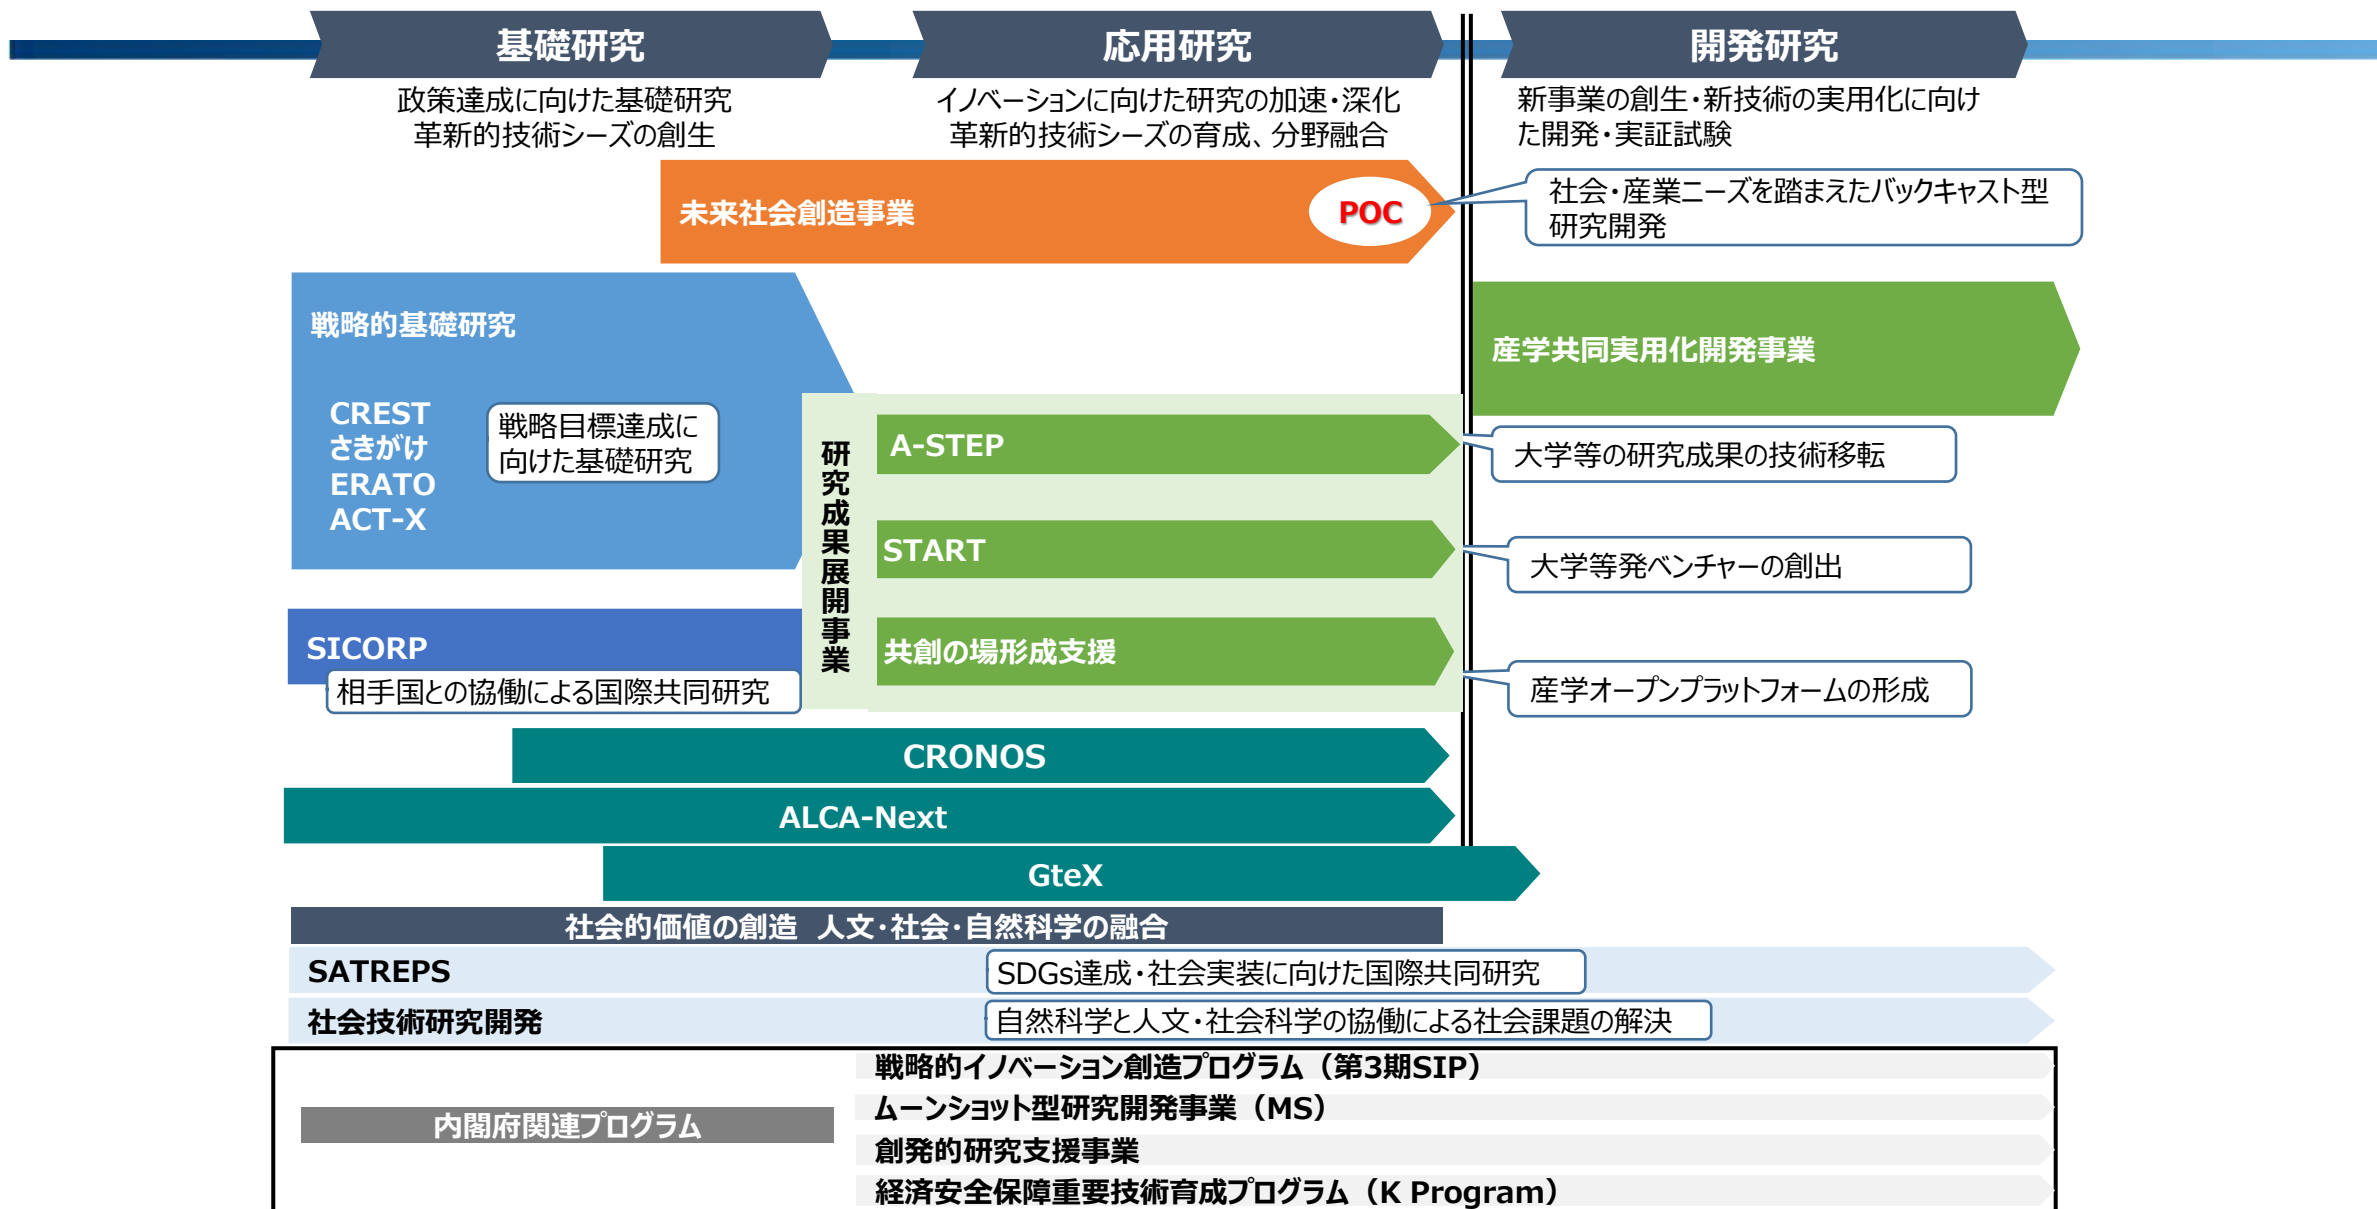 基礎研究
応用研究
開発研究
政策達成に向けた基礎研究
革新的技術シーズの創生
イノベーションに向けた研究の加速・深化
革新的技術シーズの育成、分野融合
新事業の創生・新技術の実用化に向け
た開発・実証試験
未来社会創造事業
POC
社会・産業ニーズを踏まえたバックキャスト型
研究開発
戦略的基礎研究
CREST
さきがけ
ERATO
ACT-X
戦略目標達成に
向けた基礎研究
産学共同実用化開発事業
研究成果展開事業
A-STEP
大学等の研究成果の技術移転
START
大学等発ベンチャーの創出
SICORP
相手国との協働による国際共同研究
共創の場形成支援
産学オープンプラットフォームの形成
CRONOS
ALCA-Next
GteX
社会的価値の創造 人文・社会・自然科学の融合
SATREPS
SDGs達成・社会実装に向けた国際共同研究
社会技術研究開発
自然科学と人文・社会科学の協働による社会課題の解決
内閣府関連プログラム
戦略的イノベーション創造プログラム（第3期SIP）
ムーンショット型研究開発事業（MS）
創発的研究支援事業
経済安全保障重要技術育成プログラム（K Program）